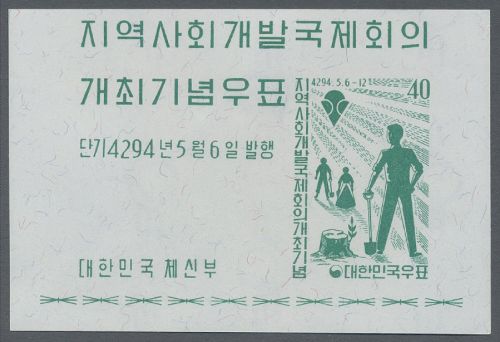 지역사회개발국제회의
개최기념우표
단기4294년5월6일발행
대한민국체신부
4294.5.6-12
40
지역사회개발국제회의개최기념
대한민국우표